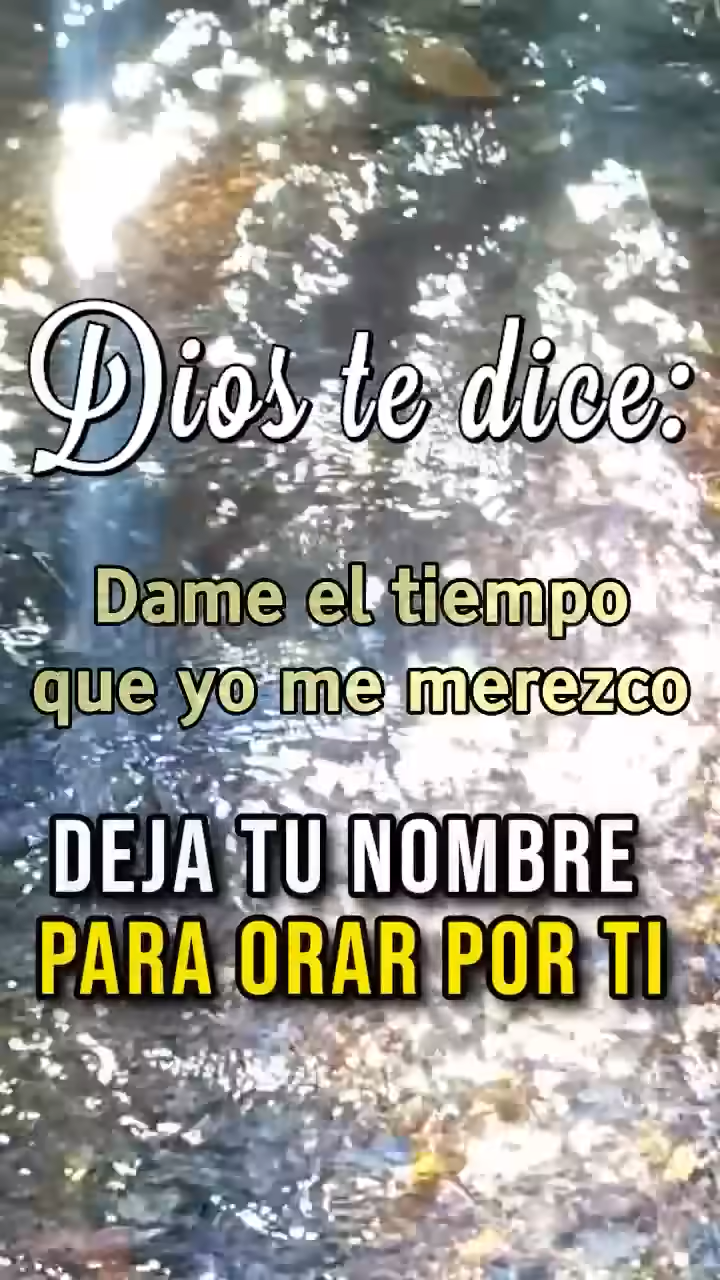 Dios te dice:
Dame el tiempo
que yo me merezco
DEJA TU NOMBRE
PARA ORAR POR TI